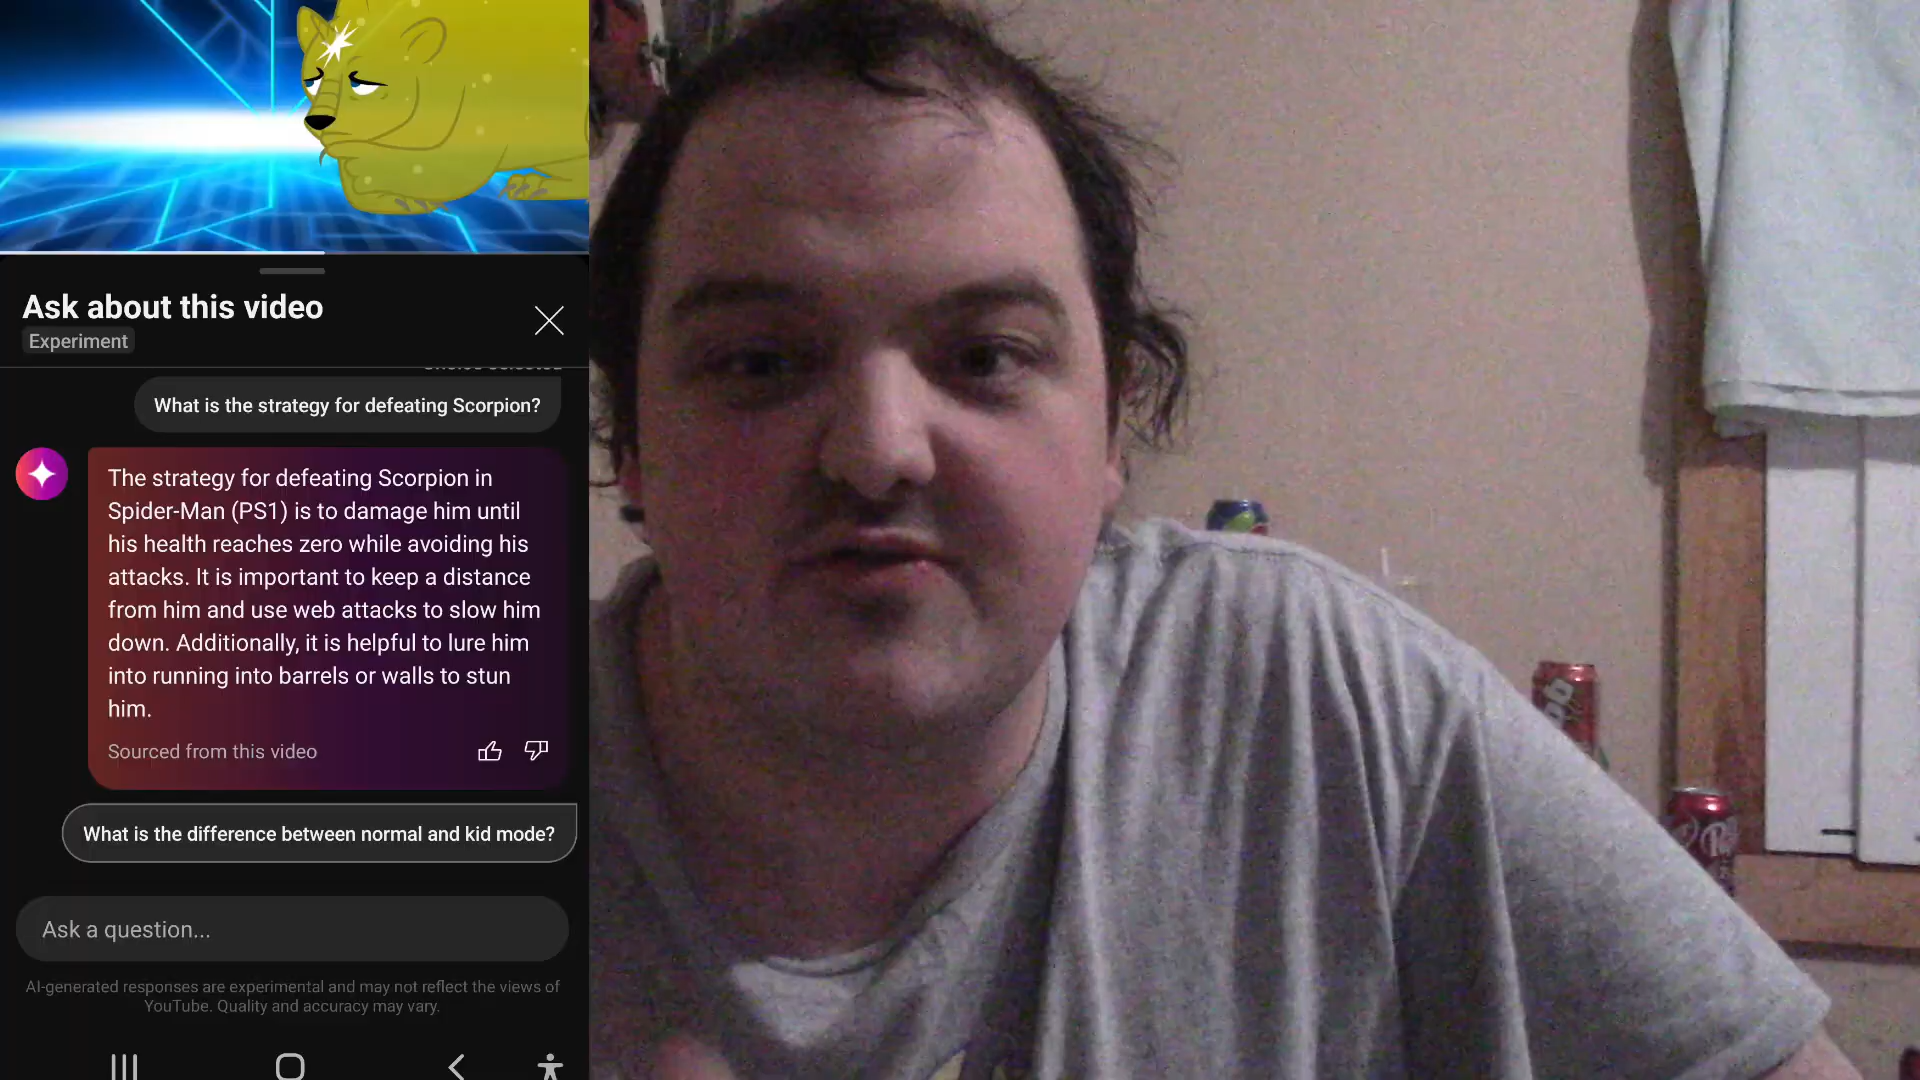 Ask about this video
Experiment
What is the strategy for defeating Scorpion?
The strategy for defeating Scorpion in
Spider-Man (PS1) is to damage him until
his health reaches zero while avoiding his
attacks. It is important to keep a distance
from him and use web attacks to slow him
down. Additionally, it is helpful to lure him
into running into barrels or walls to stun
him.
Sourced from this video
What is the difference between normal and kid mode?
Ask a question...
AI-generated responses are experimental and may not reflect the views of
YouTube. Quality and accuracy may vary.